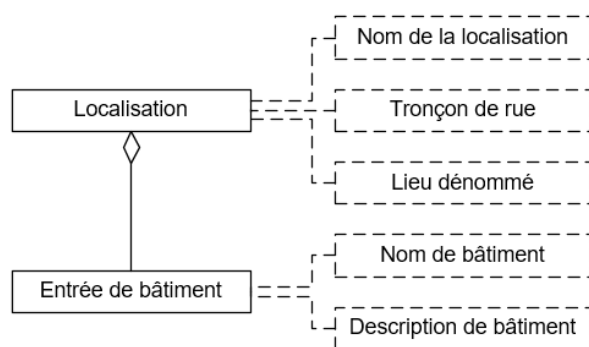 Nom de la localisation
Localisation
Tronçon de rue
Lieu dénommé
Nom de bâtiment
Entrée de bâtiment
Description de bâtiment